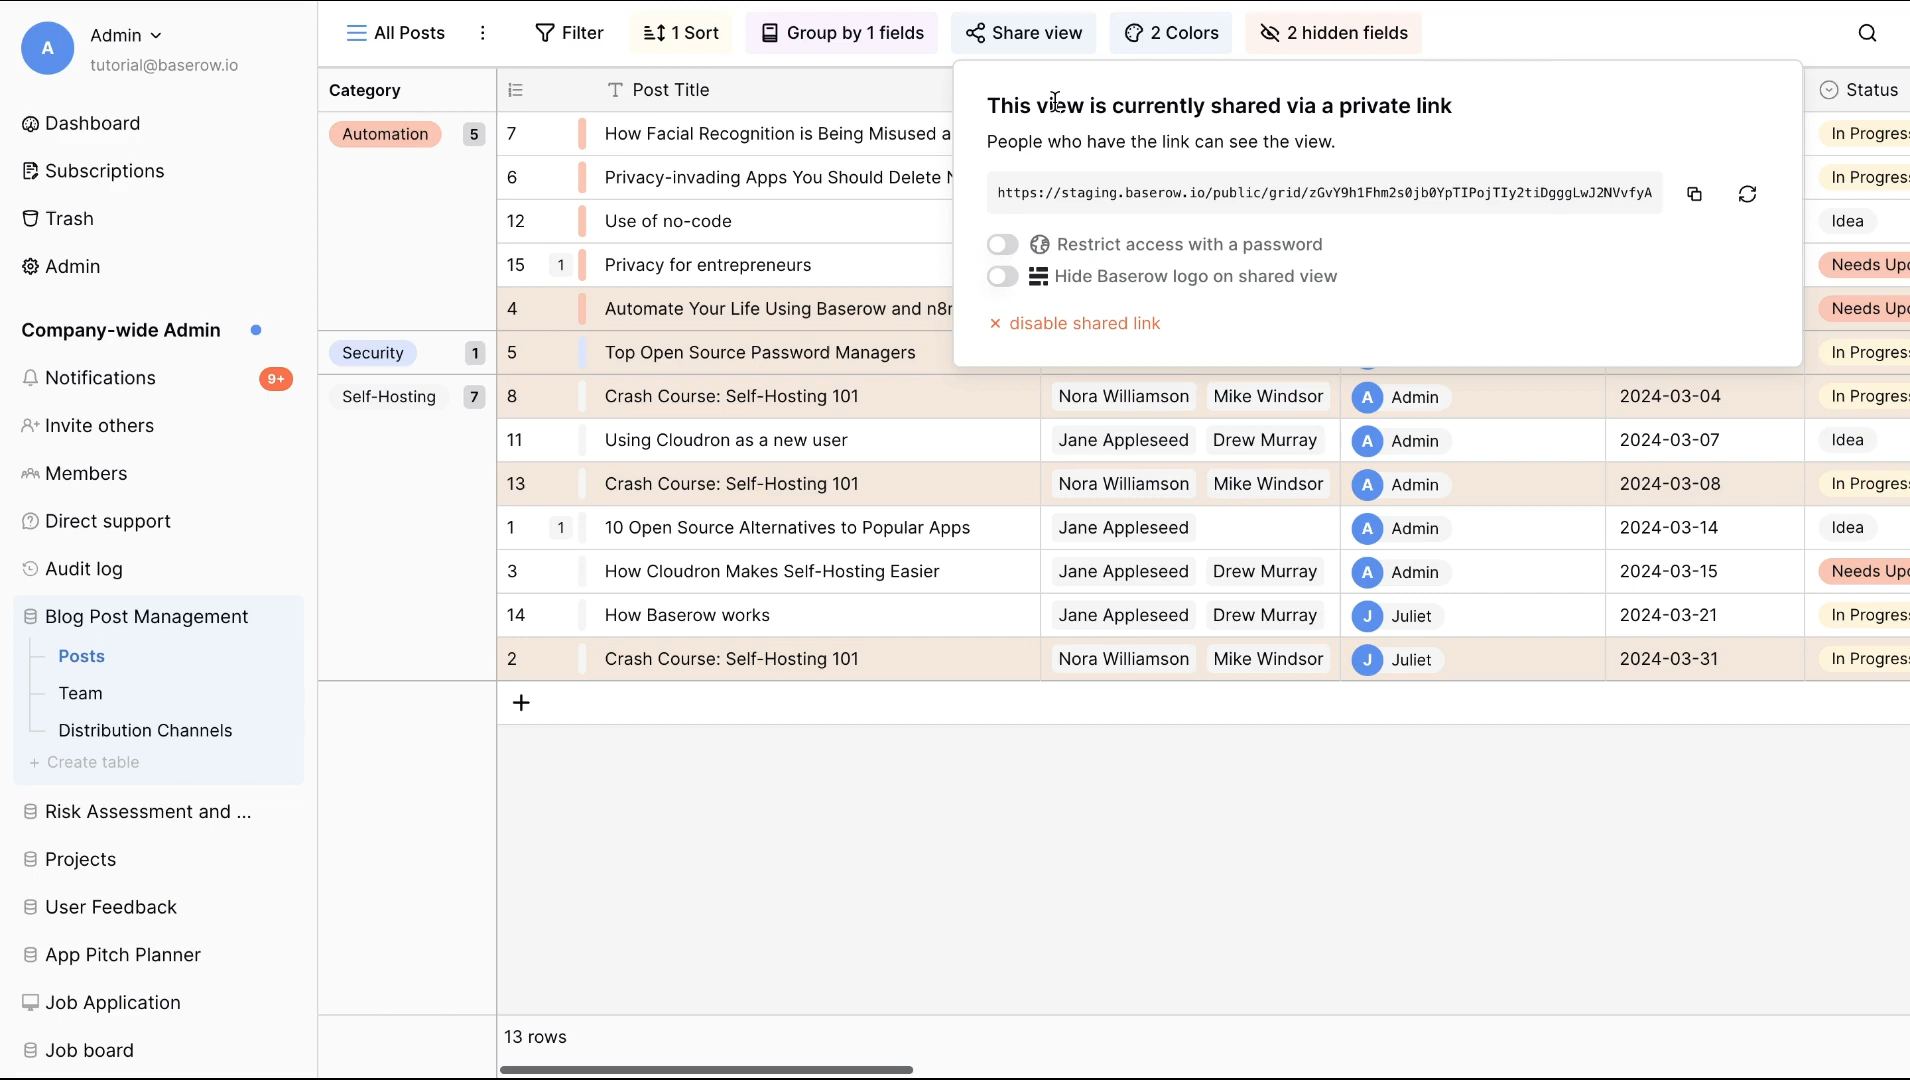 A
Admin
tutorial@baserow.io
Dashboard
Subscriptions
Trash
Admin
Company-wide Admin
Notifications
9+
Invite others
Members
Direct support
Audit log
Blog Post Management
Posts
Team
Distribution Channels
+ Create table
Risk Assessment and ...
Projects
User Feedback
App Pitch Planner
Job Application
Job board
All Posts
Filter
1 Sort
Group by 1 fields
Share view
2 Colors
2 hidden fields
Category
Post Title
Status
Automation 5
7 How Facial Recognition is Being Misused a
In Progres
6 Privacy-invading Apps You Should Delete
In Progres
12 Use of no-code
Idea
15 1 Privacy for entrepreneurs
Needs Upd
4 Automate Your Life Using Baserow and n8n
Needs Upd
Security 1
5 Top Open Source Password Managers
In Progres
Self-Hosting 7
8 Crash Course: Self-Hosting 101 Nora Williamson Mike Windsor A Admin 2024-03-04 In Progres
11 Using Cloudron as a new user Jane Appleseed Drew Murray A Admin 2024-03-07 Idea
13 Crash Course: Self-Hosting 101 Nora Williamson Mike Windsor A Admin 2024-03-08 In Progres
1 1 10 Open Source Alternatives to Popular Apps Jane Appleseed A Admin 2024-03-14 Idea
3 How Cloudron Makes Self-Hosting Easier Jane Appleseed Drew Murray A Admin 2024-03-15 Needs Upd
14 How Baserow works Jane Appleseed Drew Murray J Juliet 2024-03-21 In Progres
2 Crash Course: Self-Hosting 101 Nora Williamson Mike Windsor J Juliet 2024-03-31 In Progres
13 rows
This view is currently shared via a private link
People who have the link can see the view.
https://staging.baserow.io/public/grid/zGvY9h1Fhm2s0jb0YpTIPojTIy2tiDgggLwJ2NVvfyA
Restrict access with a password
Hide Baserow logo on shared view
× disable shared link